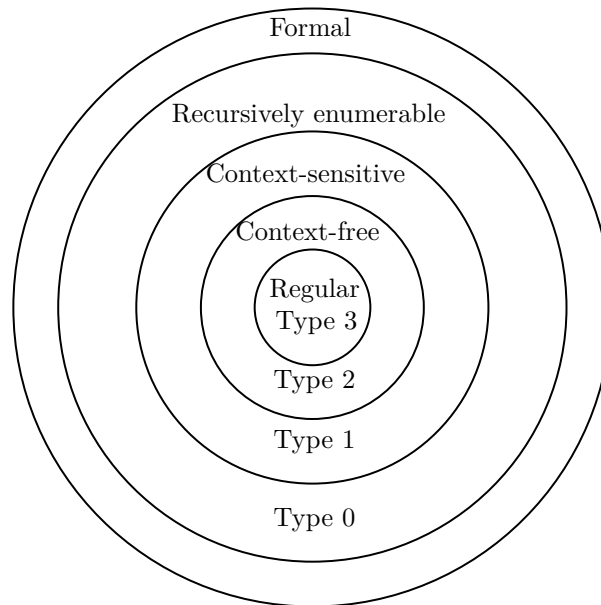 Formal
Recursively enumerable
Context-sensitive
Context-free
Regular
Type 3
Type 2
Type 1
Type 0